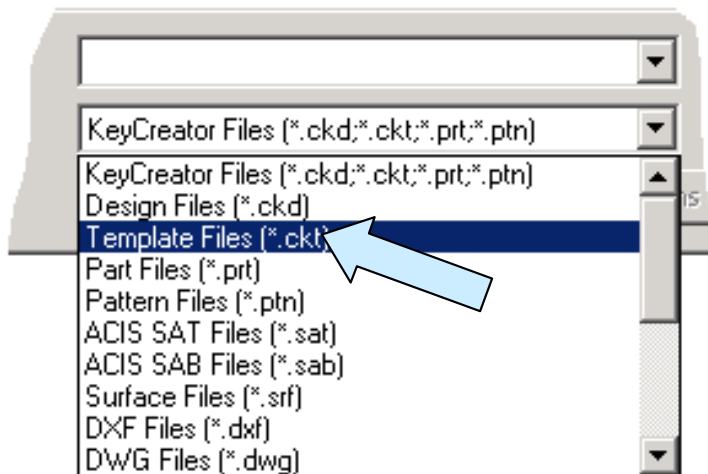 KeyCreator Files (*.ckd;*.ckt;*.prt;*.ptn)
KeyCreator Files (*.ckd;*.ckt;*.prt;*.ptn)
Design Files (*.ckd)
Template Files (*.ckt)
Part Files (*.prt)
Pattern Files (*.ptn)
ACIS SAT Files (*.sat)
ACIS SAB Files (*.sab)
Surface Files (*.srf)
DXF Files (*.dxf)
DWG Files (*.dwg)